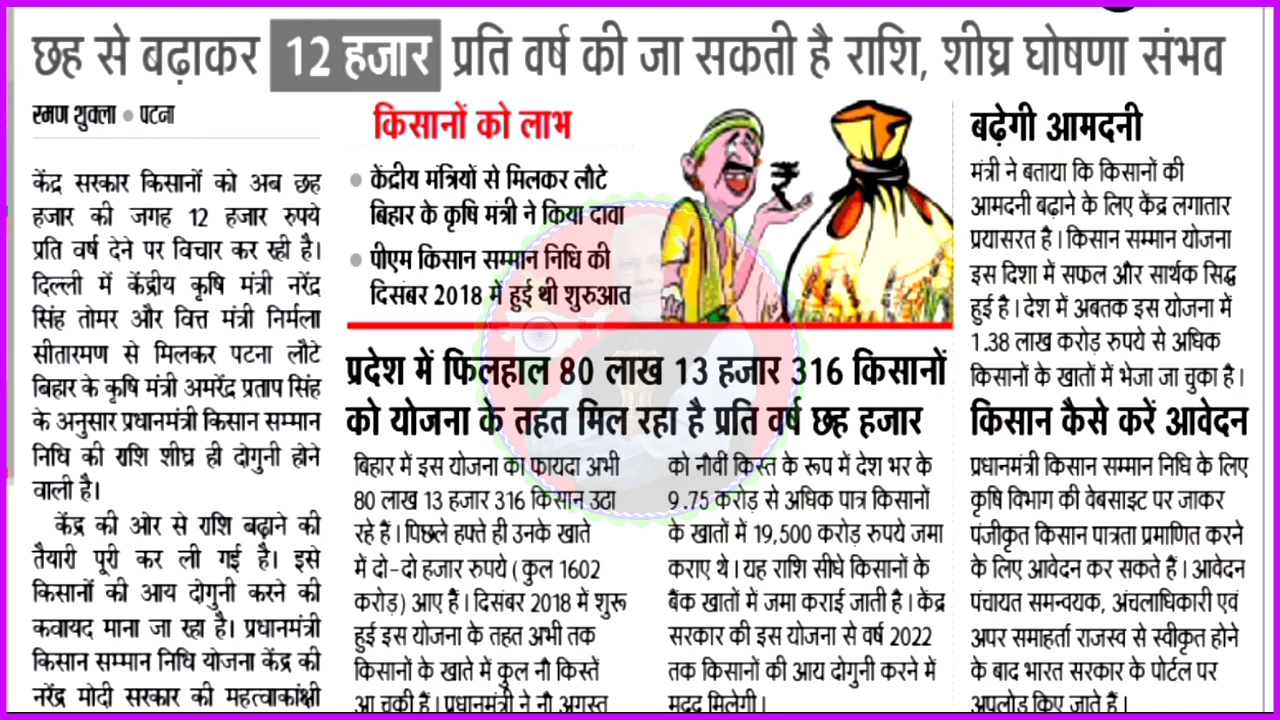 छह से बढ़ाकर 12 हजार प्रति वर्ष की जा सकती है राशि, शीघ्र घोषणा संभव
रमण शुक्ला ● पटना
केंद्र सरकार किसानों को अब छह
हजार की जगह 12 हजार रुपये
प्रति वर्ष देने पर विचार कर रही है।
दिल्ली में केंद्रीय कृषि मंत्री नरेंद्र
सिंह तोमर और वित्त मंत्री निर्मला
सीतारमण से मिलकर पटना लौटे
बिहार के कृषि मंत्री अमरेंद्र प्रताप सिंह
के अनुसार प्रधानमंत्री किसान सम्मान
निधि की राशि शीघ्र ही दोगुनी होने
वाली है।
केंद्र की ओर से राशि बढ़ाने की
तैयारी पूरी कर ली गई है। इसे
किसानों की आय दोगुनी करने की
कवायद माना जा रहा है। प्रधानमंत्री
किसान सम्मान निधि योजना केंद्र की
नरेंद्र मोदी सरकार की महत्वाकांक्षी
किसानों को लाभ
● केंद्रीय मंत्रियों से मिलकर लौटे
बिहार के कृषि मंत्री ने किया दावा
● पीएम किसान सम्मान निधि की
दिसंबर 2018 में हुई थी शुरुआत
प्रदेश में फिलहाल 80 लाख 13 हजार 316 किसानों
को योजना के तहत मिल रहा है प्रति वर्ष छह हजार
बिहार में इस योजना का फायदा अभी
80 लाख 13 हजार 316 किसान उठा
रहे हैं। पिछले हफ्ते ही उनके खाते
में दो-दो हजार रुपये (कुल 1602
करोड़) आए हैं। दिसंबर 2018 में शुरू
हुई इस योजना के तहत अभी तक
किसानों के खाते में कुल नौ किस्तें
आ चुकी हैं। प्रधानमंत्री ने नौ अगस्त
को नौवीं किस्त के रूप में देश भर के
9.75 करोड़ से अधिक पात्र किसानों
के खातों में 19,500 करोड़ रुपये जमा
कराए थे। यह राशि सीधे किसानों के
बैंक खातों में जमा कराई जाती है। केंद्र
सरकार की इस योजना से वर्ष 2022
तक किसानों की आय दोगुनी करने में
मदद मिलेगी।
बढ़ेगी आमदनी
मंत्री ने बताया कि किसानों की
आमदनी बढ़ाने के लिए केंद्र लगातार
प्रयासरत है। किसान सम्मान योजना
इस दिशा में सफल और सार्थक सिद्ध
हुई है। देश में अबतक इस योजना में
1.38 लाख करोड़ रुपये से अधिक
किसानों के खातों में भेजा जा चुका है।
किसान कैसे करें आवेदन
प्रधानमंत्री किसान सम्मान निधि के लिए
कृषि विभाग की वेबसाइट पर जाकर
पंजीकृत किसान पात्रता प्रमाणित करने
के लिए आवेदन कर सकते हैं। आवेदन
पंचायत समन्वयक, अंचलाधिकारी एवं
अपर समाहर्ता राजस्व से स्वीकृत होने
के बाद भारत सरकार के पोर्टल पर
अपलोड किए जाते हैं।